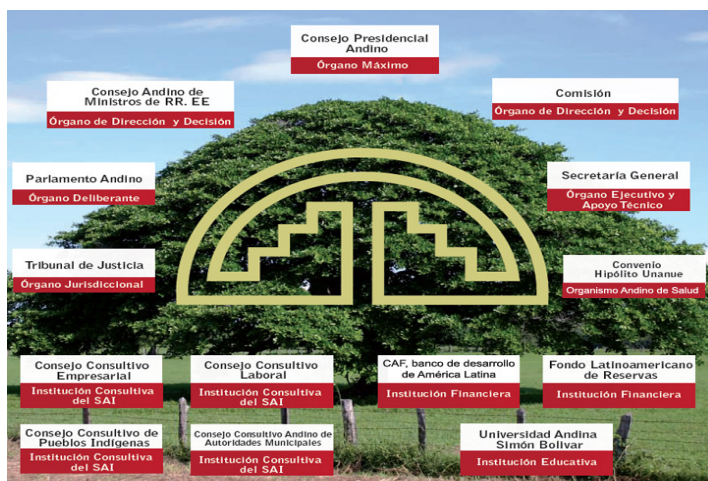 Consejo Presidencial
Andino
Órgano Máximo
Consejo Andino de
Ministros de RR. EE
Órgano de Dirección y Decisión
Comisión
Órgano de Dirección y Decisión
Parlamento Andino
Órgano Deliberante
Secretaría General
Órgano Ejecutivo y
Apoyo Técnico
Tribunal de Justicia
Órgano Jurisdiccional
Convenio
Hipólito Unanue
Organismo Andino de Salud
Consejo Consultivo
Empresarial
Institución Consultiva
del SAI
Consejo Consultivo
Laboral
Institución Consultiva
del SAI
CAF, banco de desarrollo
de América Latina
Institución Financiera
Fondo Latinoamericano
de Reservas
Institución Financiera
Consejo Consultivo de
Pueblos Indígenas
Institución Consultiva
del SAI
Consejo Consultivo Andino de
Autoridades Municipales
Institución Consultiva
del SAI
Universidad Andina
Simón Bolivar
Institución Educativa